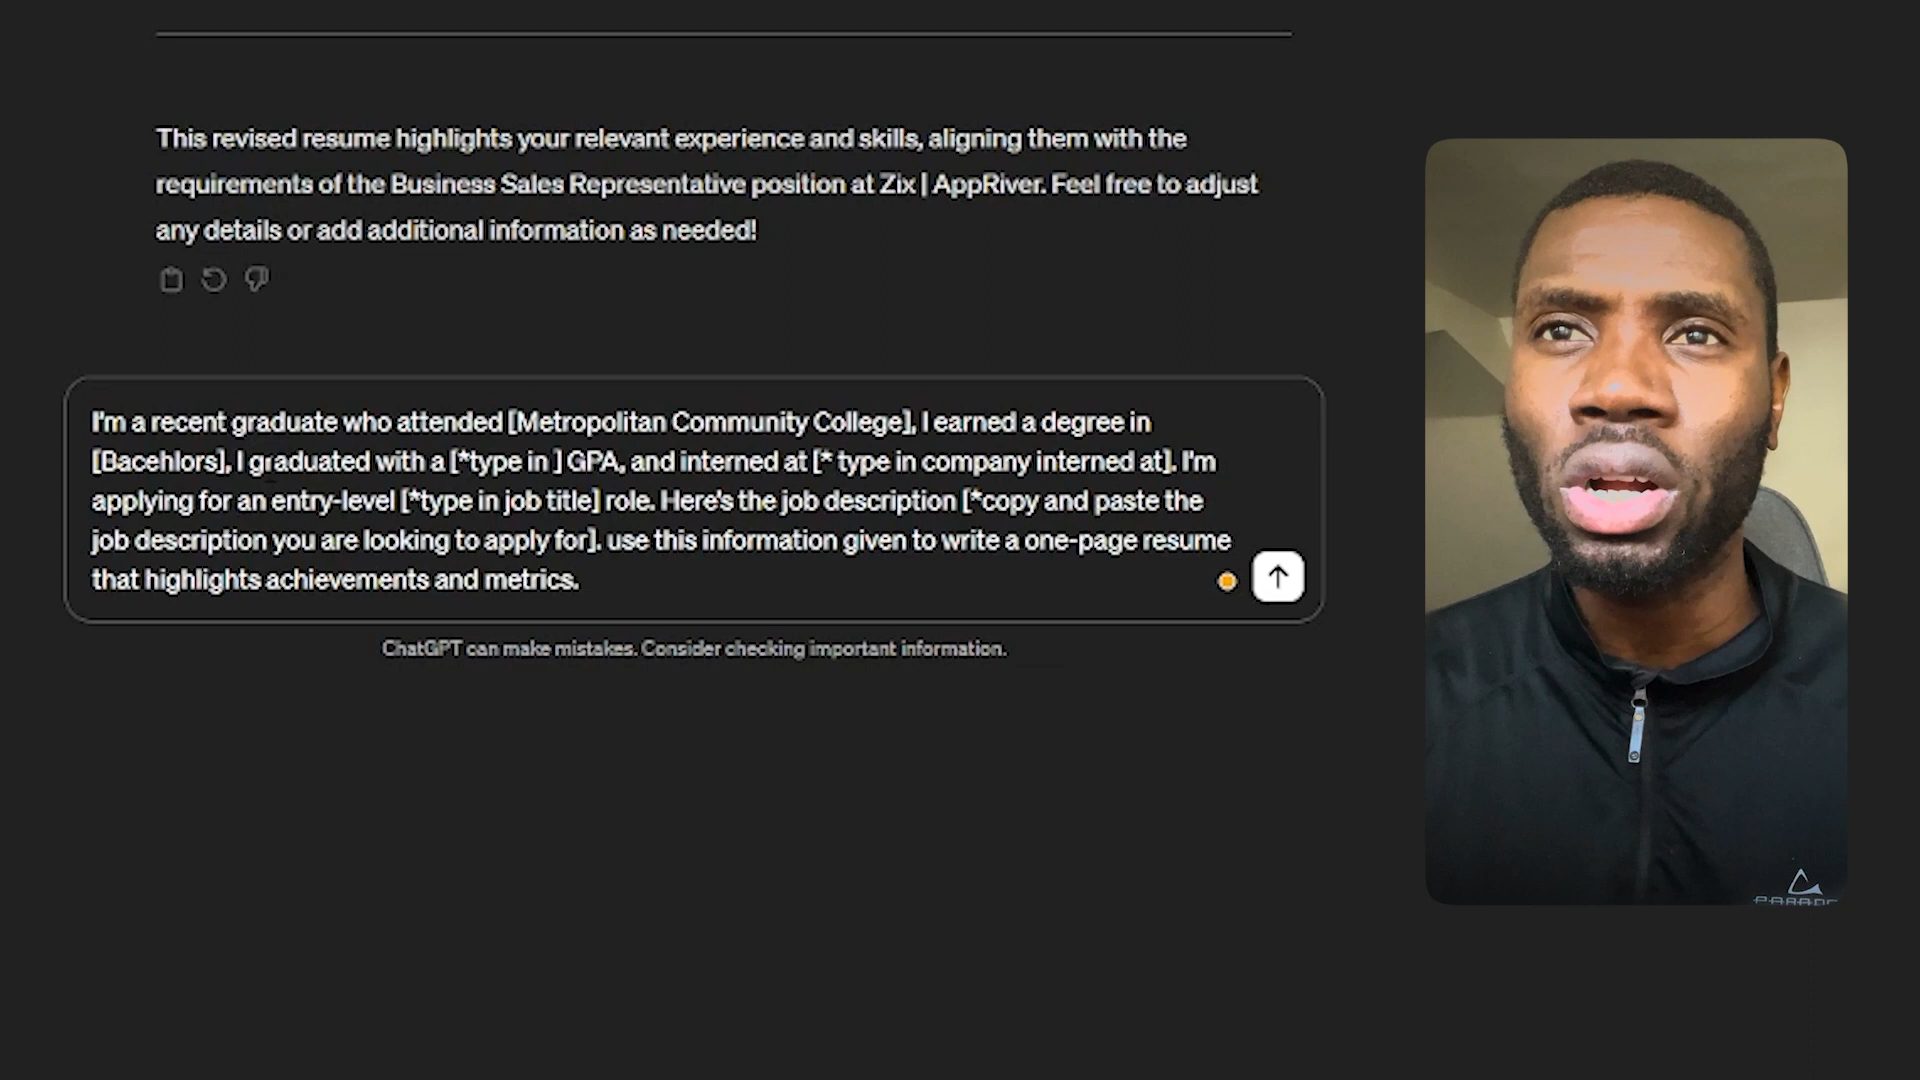 This revised resume highlights your relevant experience and skills, aligning them with the
requirements of the Business Sales Representative position at Zix | AppRiver. Feel free to adjust
any details or add additional information as needed!
I'm a recent graduate who attended [Metropolitan Community College], I earned a degree in
[Bacehlors], I graduated with a [*type in ] GPA, and interned at [* type in company interned at]. I'm
applying for an entry-level [*type in job title] role. Here's the job description [*copy and paste the
job description you are looking to apply for]. use this information given to write a one-page resume
that highlights achievements and metrics.
ChatGPT can make mistakes. Consider checking important information.